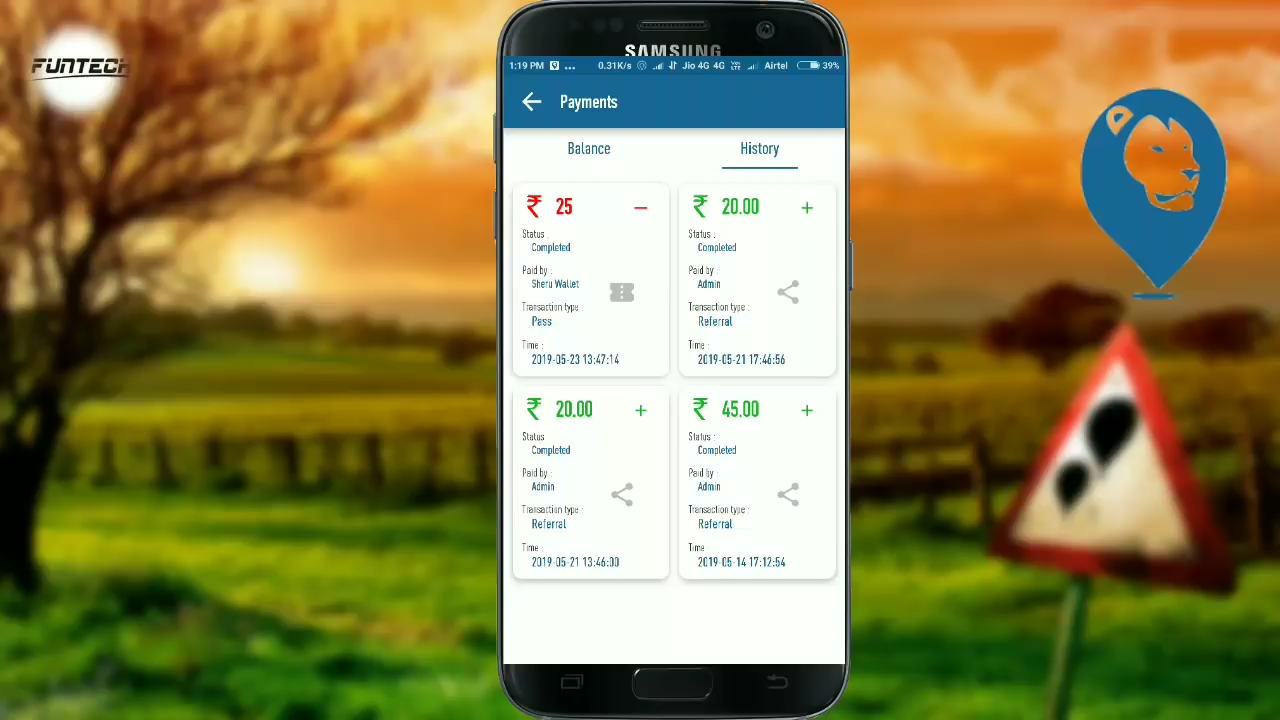 FUNTECH
SAMSUNG
1:19 PM ... 0.31K/s Jio 4G 4G Airtel 39%
Payments
Balance History
₹ 25 −
Status :
Completed
Paid by :
Sheru Wallet
Transaction type :
Pass
Time :
2019-05-23 13:47:14
₹ 20.00 +
Status :
Completed
Paid by :
Admin
Transaction type :
Referral
Time :
2019-05-21 17:46:56
₹ 20.00 +
Status
Completed
Paid by :
Admin
Transaction type :
Referral
Time :
2019-05-21 13:46:00
₹ 45.00 +
Status :
Completed
Paid by :
Admin
Transaction type :
Referral
Time
2019-05-14 17:12:54